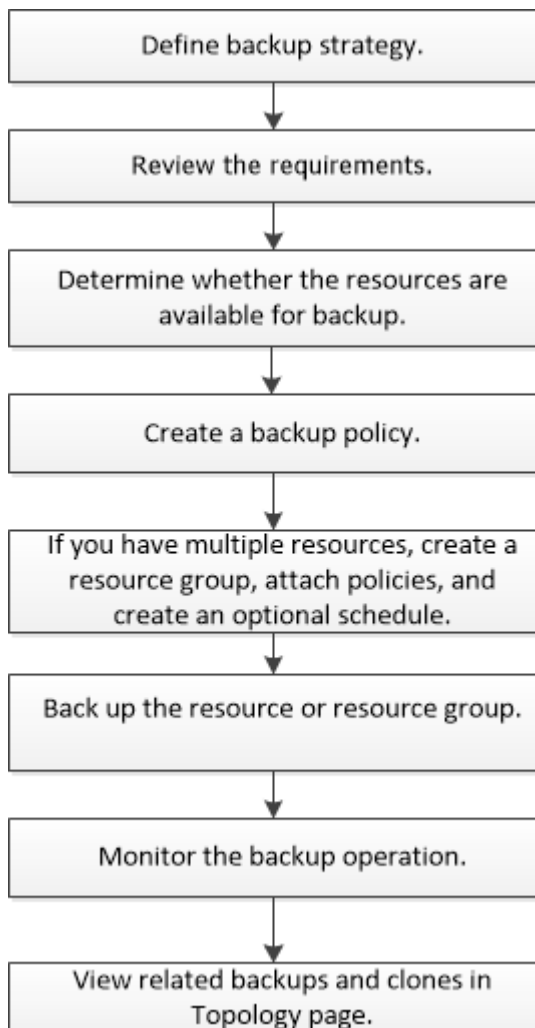 Define backup strategy.
Review the requirements.
Determine whether the resources are
available for backup.
Create a backup policy.
If you have multiple resources, create a
resource group, attach policies, and
create an optional schedule.
Back up the resource or resource group.
Monitor the backup operation.
View related backups and clones in
Topology page.